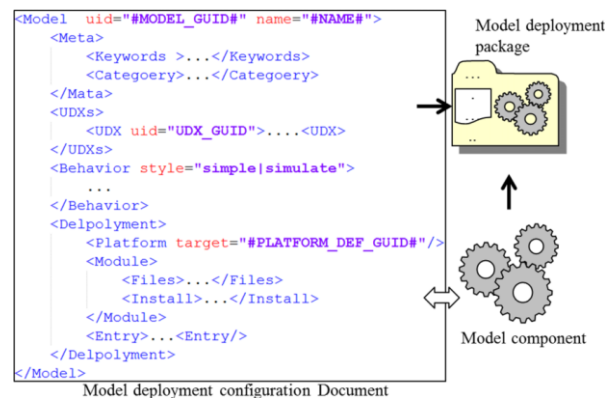 <Model uid="#MODEL_GUID#" name="#NAME#">
<Meta>
<Keywords >...</Keywords>
<Categoery>...</Categoery>
</Mata>
<UDXs>
<UDX uid="UDX_GUID">....<UDX>
</UDXs>
<Behavior style="simple|simulate">
...
</Behavior>
<Delpolyment>
<Platform target="#PLATFORM_DEF_GUID#"/>
<Module>
<Files>...</Files>
<Install>...</Install>
</Module>
<Entry>...<Entry/>
</Delpolyment>
</Model>
Model deployment configuration Document
Model deployment
package
...
..
..
..
Model component